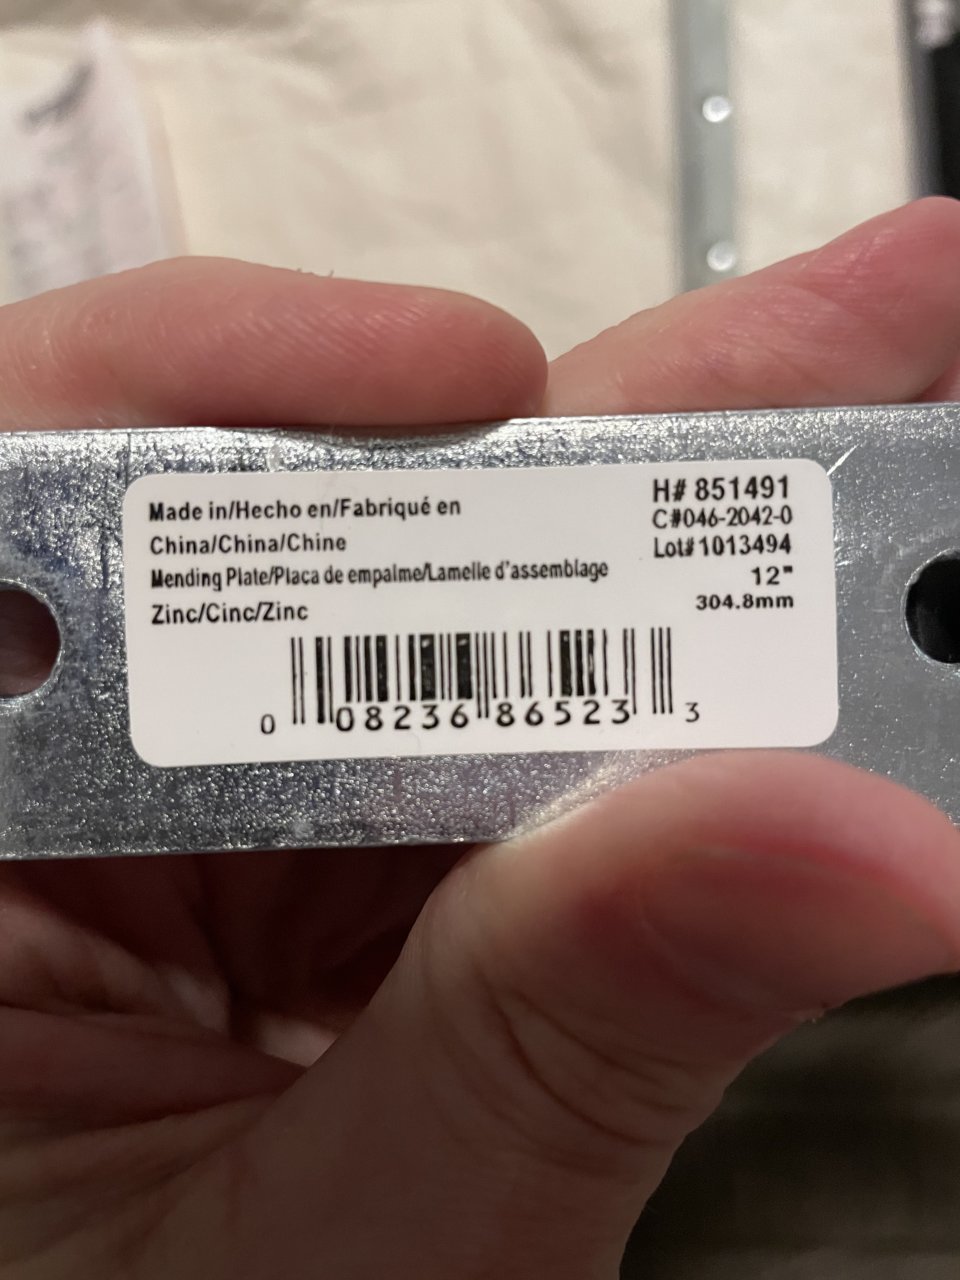 Made in/Hecho en/Fabriqué en
China/China/Chine
Mending Plate/Placa de empalme/Lamelle d'assemblage
Zinc/Cinc/Zinc
H# 851491
C#046-2042-0
Lot# 1013494
12"
304.8mm
0 08236 86523 3